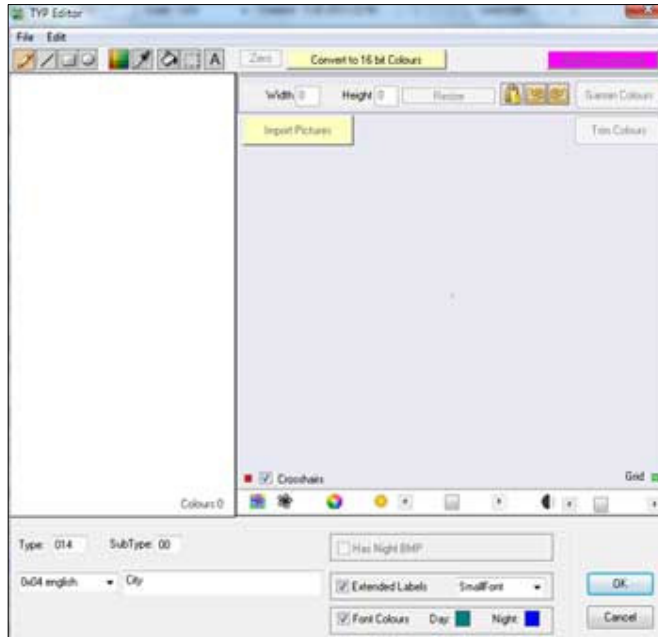 TYP Editor
File Edit
A Zero Convert to 16 bit Colours
Width 0 Height 0 Resize Garmin Colours
Import Pictures Trim Colours
Crosshairs Grid
Colours 0
Type: 014 SubType: 00 Has Night BMP
0x04 english City Extended Labels SmallFont OK
Font Colours Day: Night: Cancel